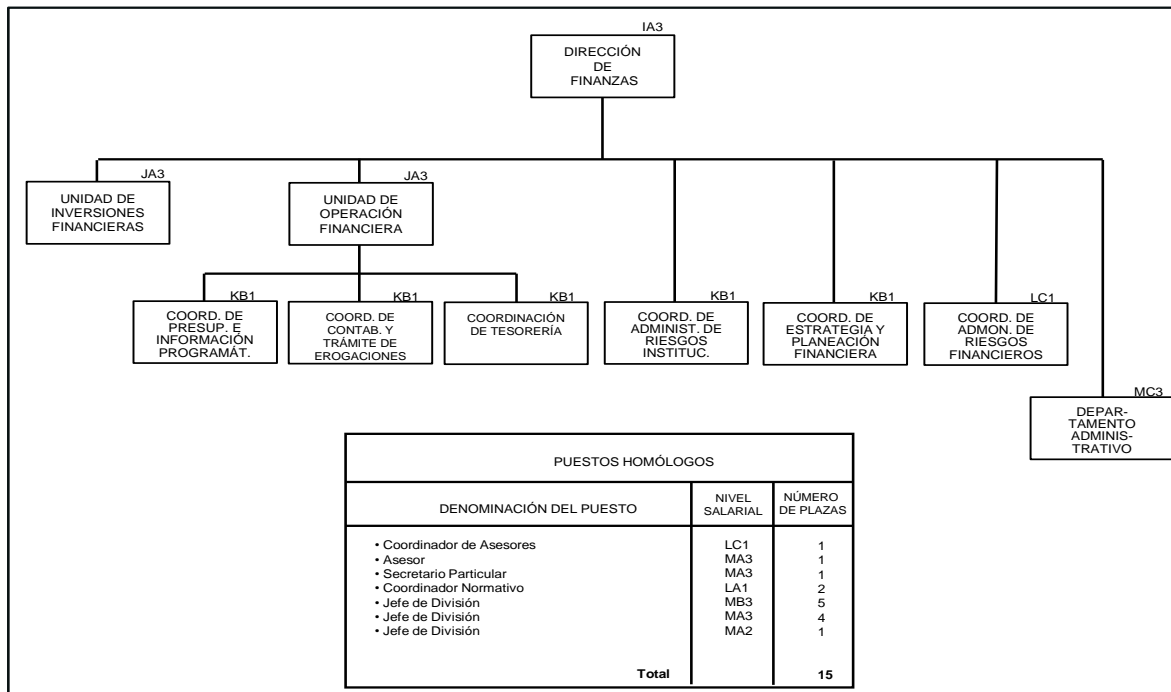 IA3
DIRECCIÓN
DE
FINANZAS
JA3
UNIDAD DE
INVERSIONES
FINANCIERAS
JA3
UNIDAD DE
OPERACIÓN
FINANCIERA
KB1
COORD. DE
PRESUP. E
INFORMACIÓN
PROGRAMÁT.
KB1
COORD. DE
CONTAB. Y
TRÁMITE DE
EROGACIONES
KB1
COORDINACIÓN
DE TESORERÍA
KB1
COORD. DE
ADMINIST. DE
RIESGOS
INSTITUC.
KB1
COORD. DE
ESTRATEGIA Y
PLANEACIÓN
FINANCIERA
LC1
COORD. DE
ADMON. DE
RIESGOS
FINANCIEROS
MC3
DEPAR-
TAMENTO
ADMINIS-
TRATIVO
PUESTOS HOMÓLOGOS
DENOMINACIÓN DEL PUESTO
NIVEL
SALARIAL
NÚMERO
DE PLAZAS
• Coordinador de Asesores LC1 1
• Asesor MA3 1
• Secretario Particular MA3 1
• Coordinador Normativo LA1 2
• Jefe de División MB3 5
• Jefe de División MA3 4
• Jefe de División MA2 1
Total 15